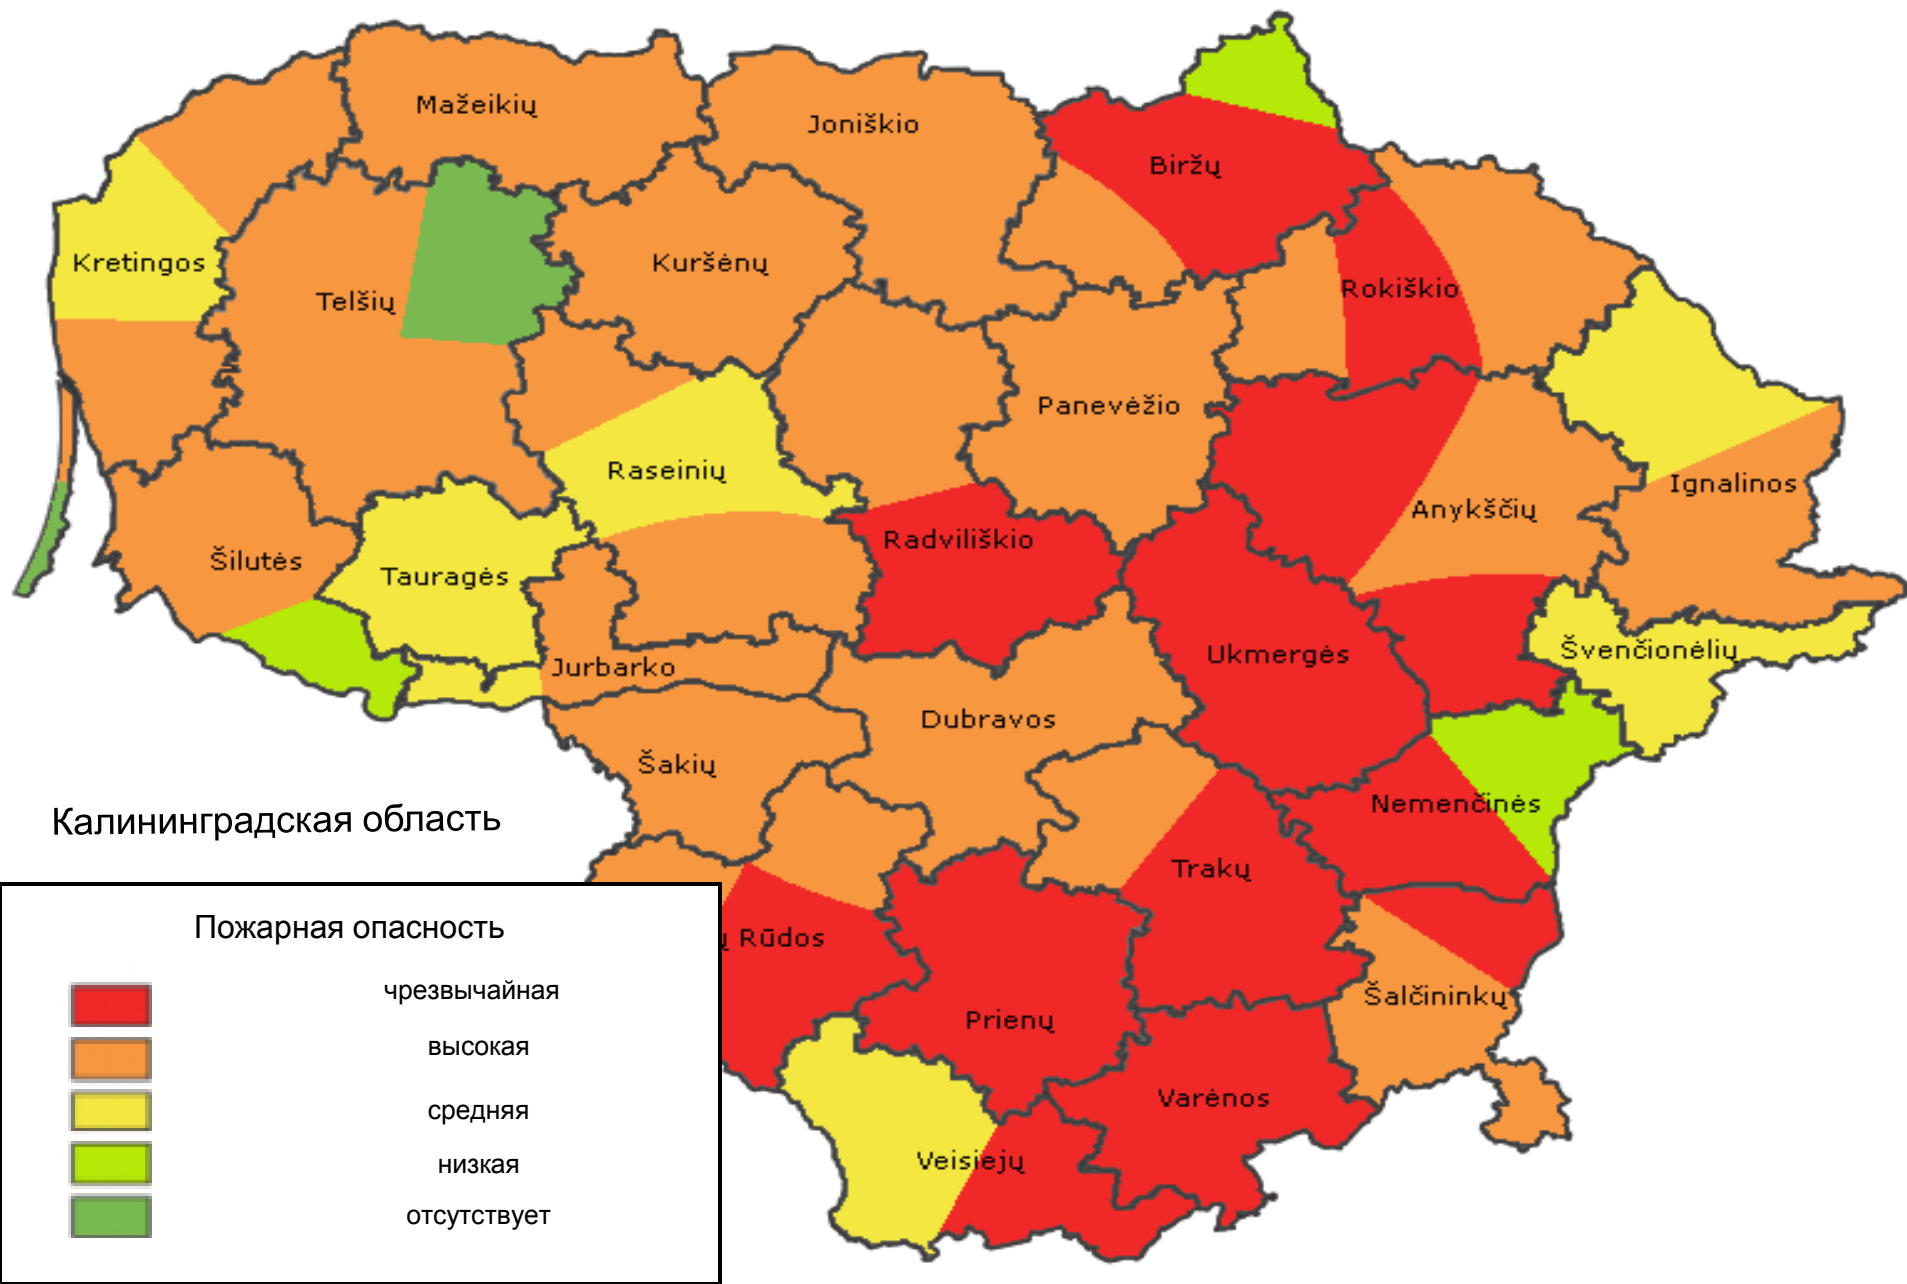 Mažeikių
Joniškio
Biržų
Kretingos
Telšių
Kuršėnų
Rokiškio
Panevėžio
Raseinių
Ignalinos
Anykščių
Radviliškio
Šilutės
Tauragės
Ukmergės
Švenčionėlių
Jurbarko
Dubravos
Šakių
Nemenčinės
Калининградская область
Trakų
ų Rūdos
Šalčininkų
Prienų
Varėnos
Veisiejų
Пожарная опасность
чрезвычайная
высокая
средняя
низкая
отсутствует